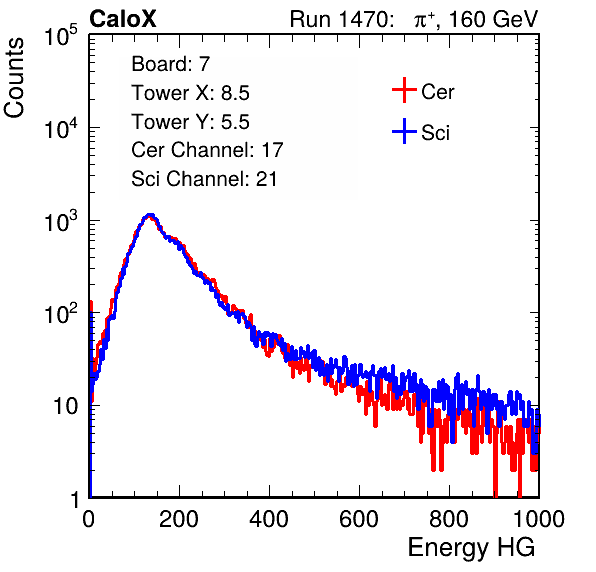 CaloX Run 1470: π⁺, 160 GeV
Counts
Board: 7
Tower X: 8.5
Tower Y: 5.5
Cer Channel: 17
Sci Channel: 21
Cer
Sci
10⁵
10⁴
10³
10²
10
1
0 200 400 600 800 1000
Energy HG